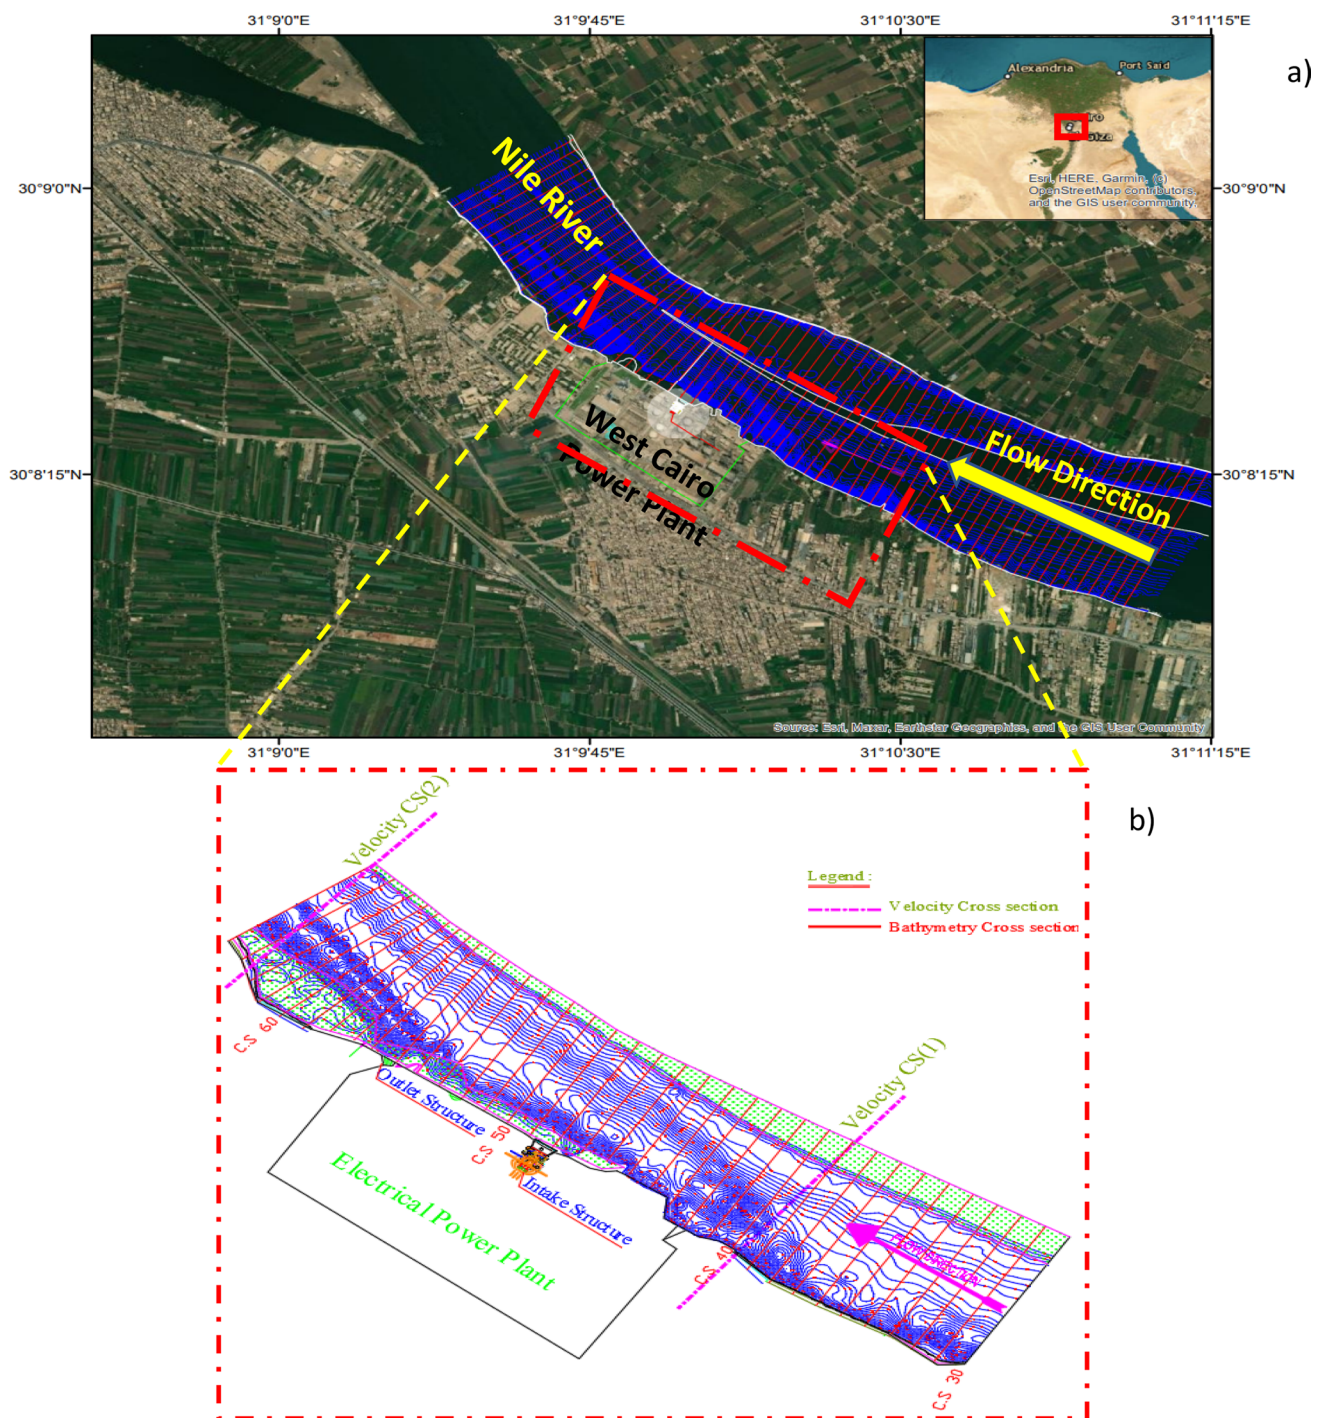 31°9'0"E
31°9'45"E
31°10'30"E
31°11'15"E
a)
Alexandria
Port Said
Esri, HERE, Garmin, (c)
OpenStreetMap contributors,
and the GIS user community,
Nile River
30°9'0"N
30°9'0"N
Flow Direction
West Cairo
Power Plant
30°8'15"N
30°8'15"N
Source: Esri, Maxar, Earthstar Geographics, and the GIS User Community
31°9'0"E
31°9'45"E
31°10'30"E
31°11'15"E
b)
Velocity CS(2)
Legend :
Velocity Cross section
Bathymetry Cross section
Velocity CS(1)
C.S 60
Outlet Structure
C.S 50
Intake Structure
Electrical Power Plant
C.S 40
FLOW DIRECTION
C.S 30